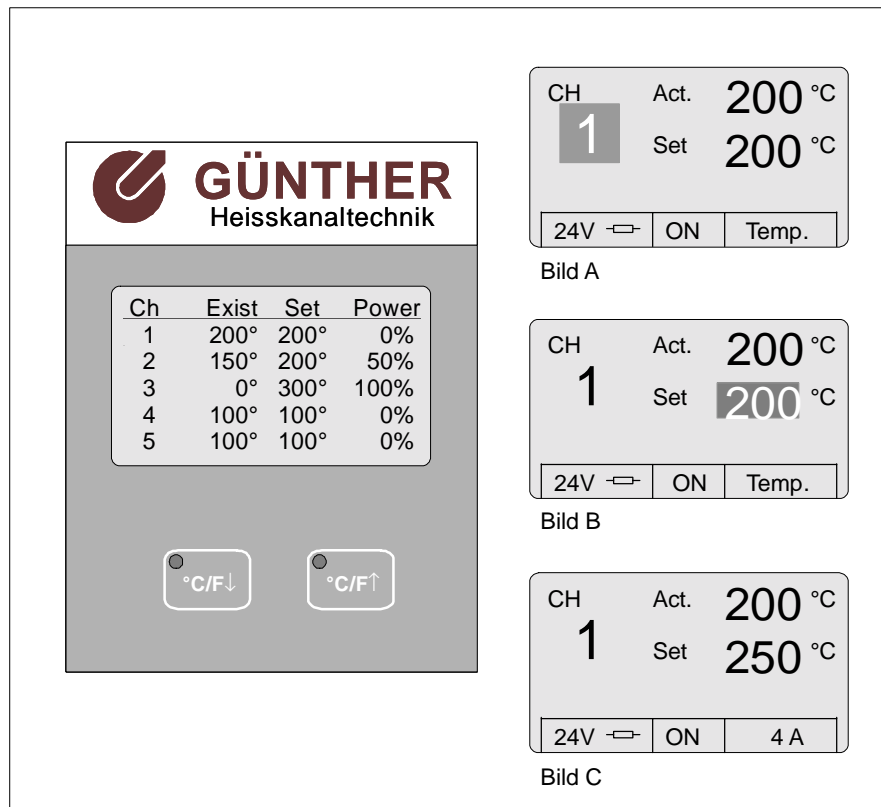 GÜNTHER
Heisskanaltechnik
Ch Exist Set Power
1 200° 200° 0%
2 150° 200° 50%
3 0° 300° 100%
4 100° 100° 0%
5 100° 100° 0%
°C/F↓ °C/F↑
CH Act. 200 °C
1 Set 200 °C
24V ON Temp.
Bild A
CH Act. 200 °C
1 Set 200 °C
24V ON Temp.
Bild B
CH Act. 200 °C
1 Set 250 °C
24V ON 4 A
Bild C